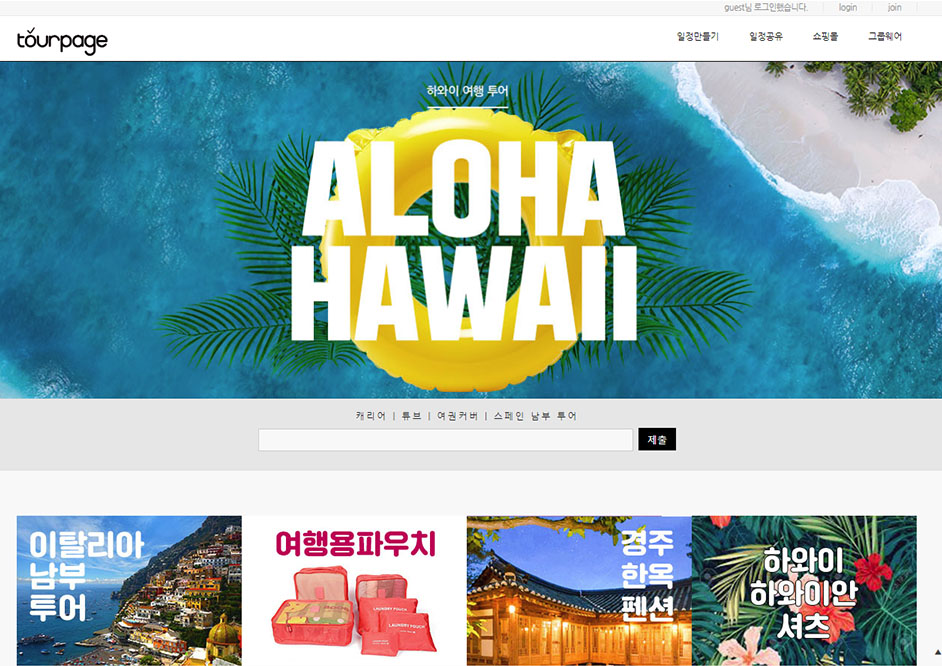 guest님 로그인했습니다. login join
tourpage
일정만들기 일정공유 쇼핑몰 그룹웨어
하와이 여행 투어
ALOHA
HAWAII
캐리어 | 튜브 | 여권커버 | 스페인 남부 투어
제출
이탈리아
남부
투어
여행용파우치
LAUNDRY POUCH
LAUNDRY POUCH
경주
한옥
펜션
하와이
하와이안
셔츠